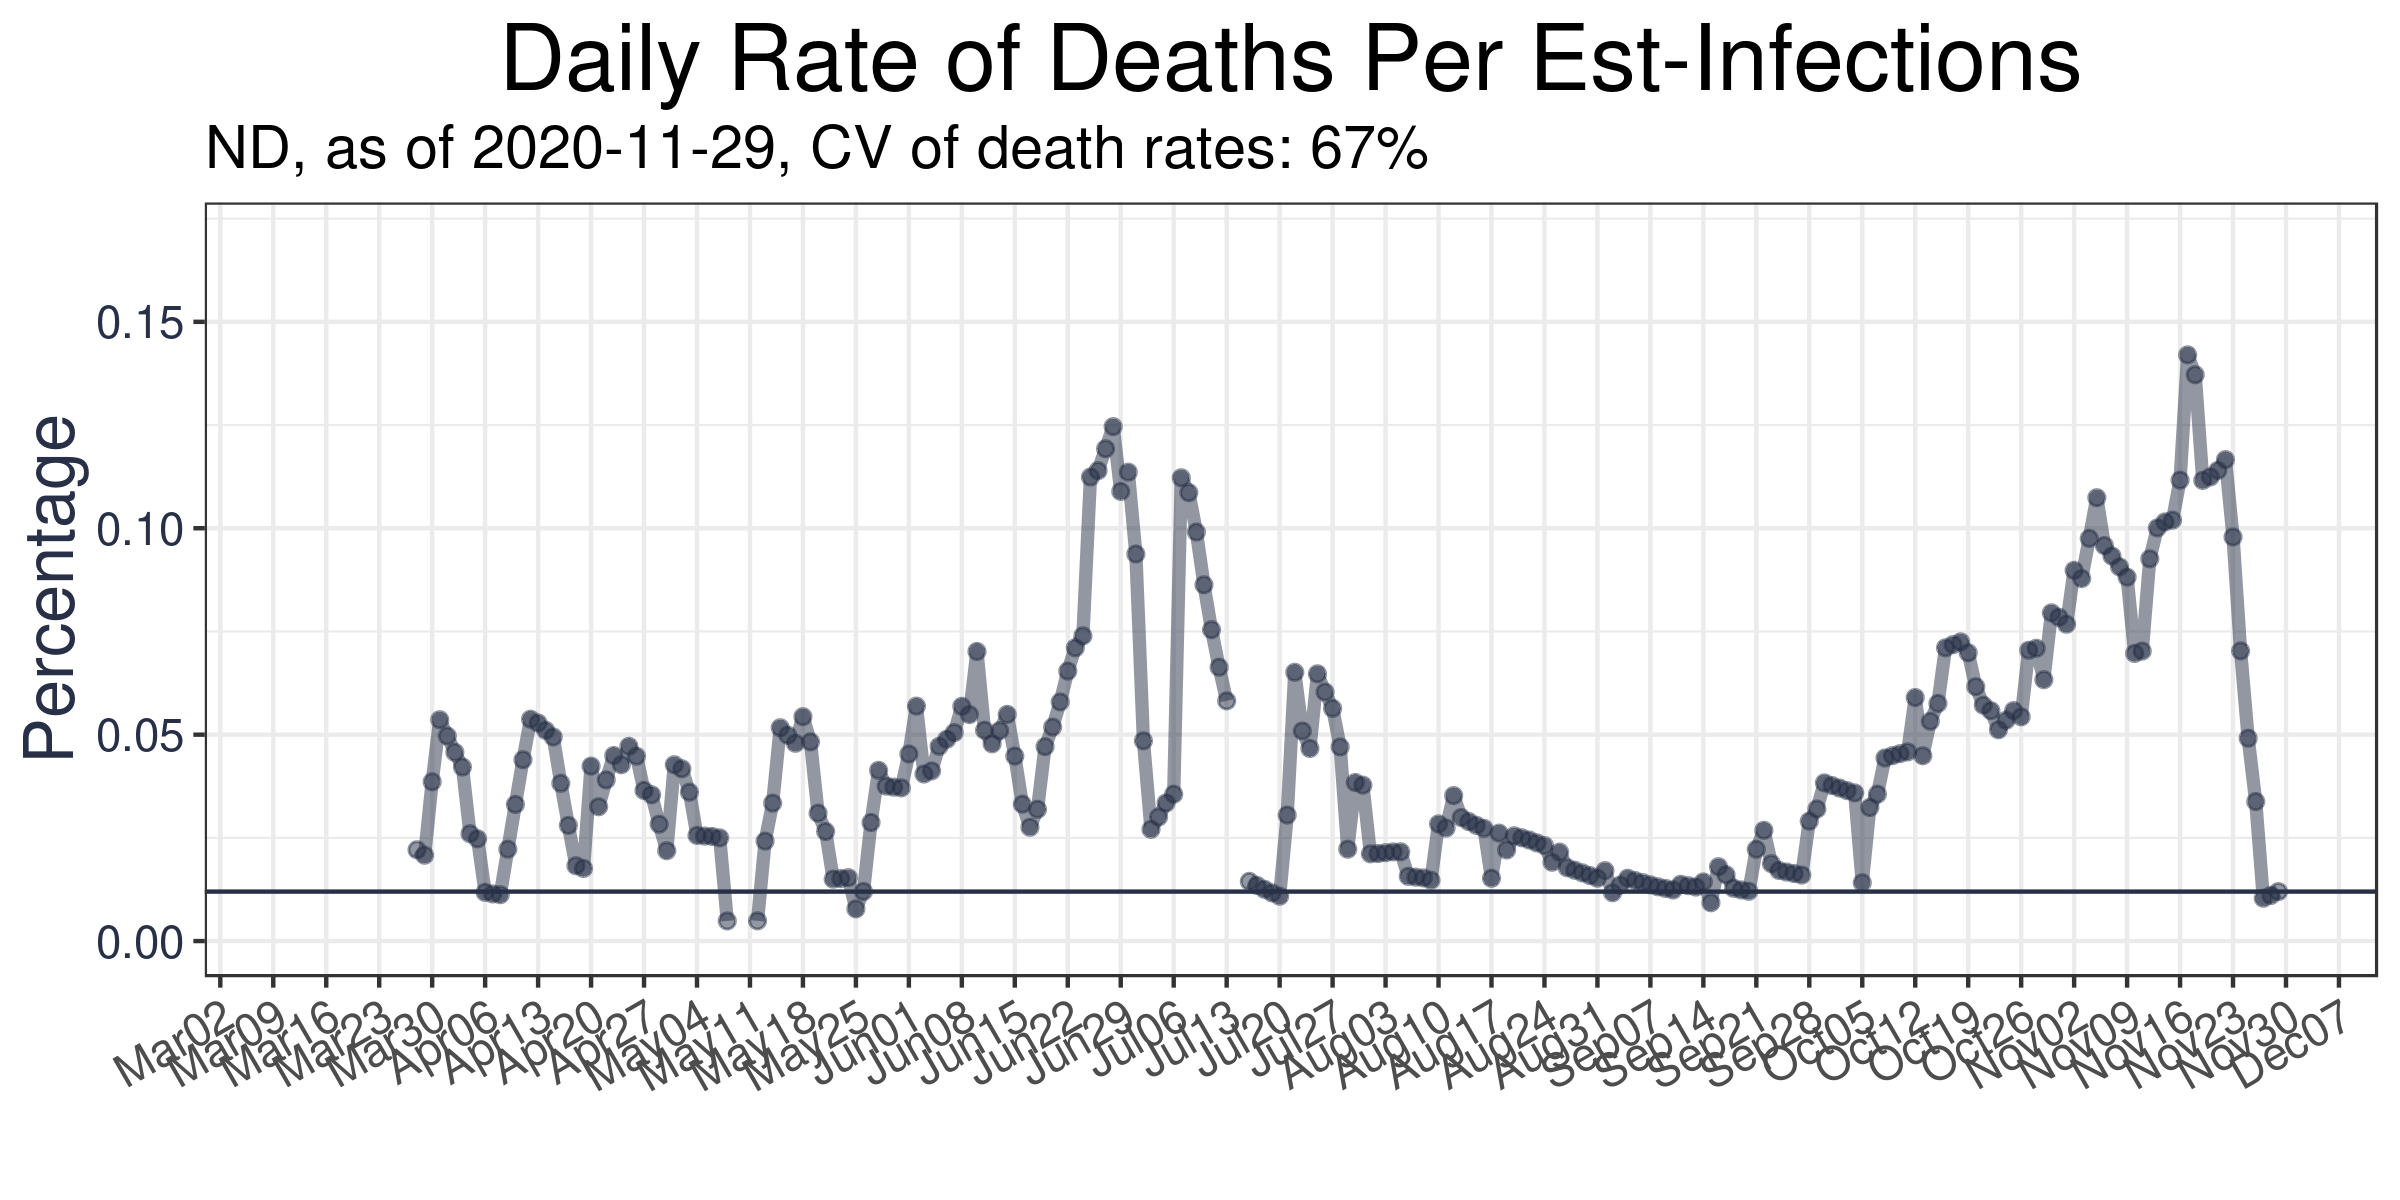 Daily Rate of Deaths Per Est-Infections
ND, as of 2020-11-29, CV of death rates: 67%
Percentage
0.15
0.10
0.05
0.00
Mar02
Mar09
Mar16
Mar23
Mar30
Apr06
Apr13
Apr20
Apr27
May04
May11
May18
May25
Jun01
Jun08
Jun15
Jun22
Jun29
Jul06
Jul13
Jul20
Jul27
Aug03
Aug10
Aug17
Aug24
Aug31
Sep07
Sep14
Sep21
Sep28
Oct05
Oct12
Oct19
Oct26
Nov02
Nov09
Nov16
Nov23
Nov30
Dec07